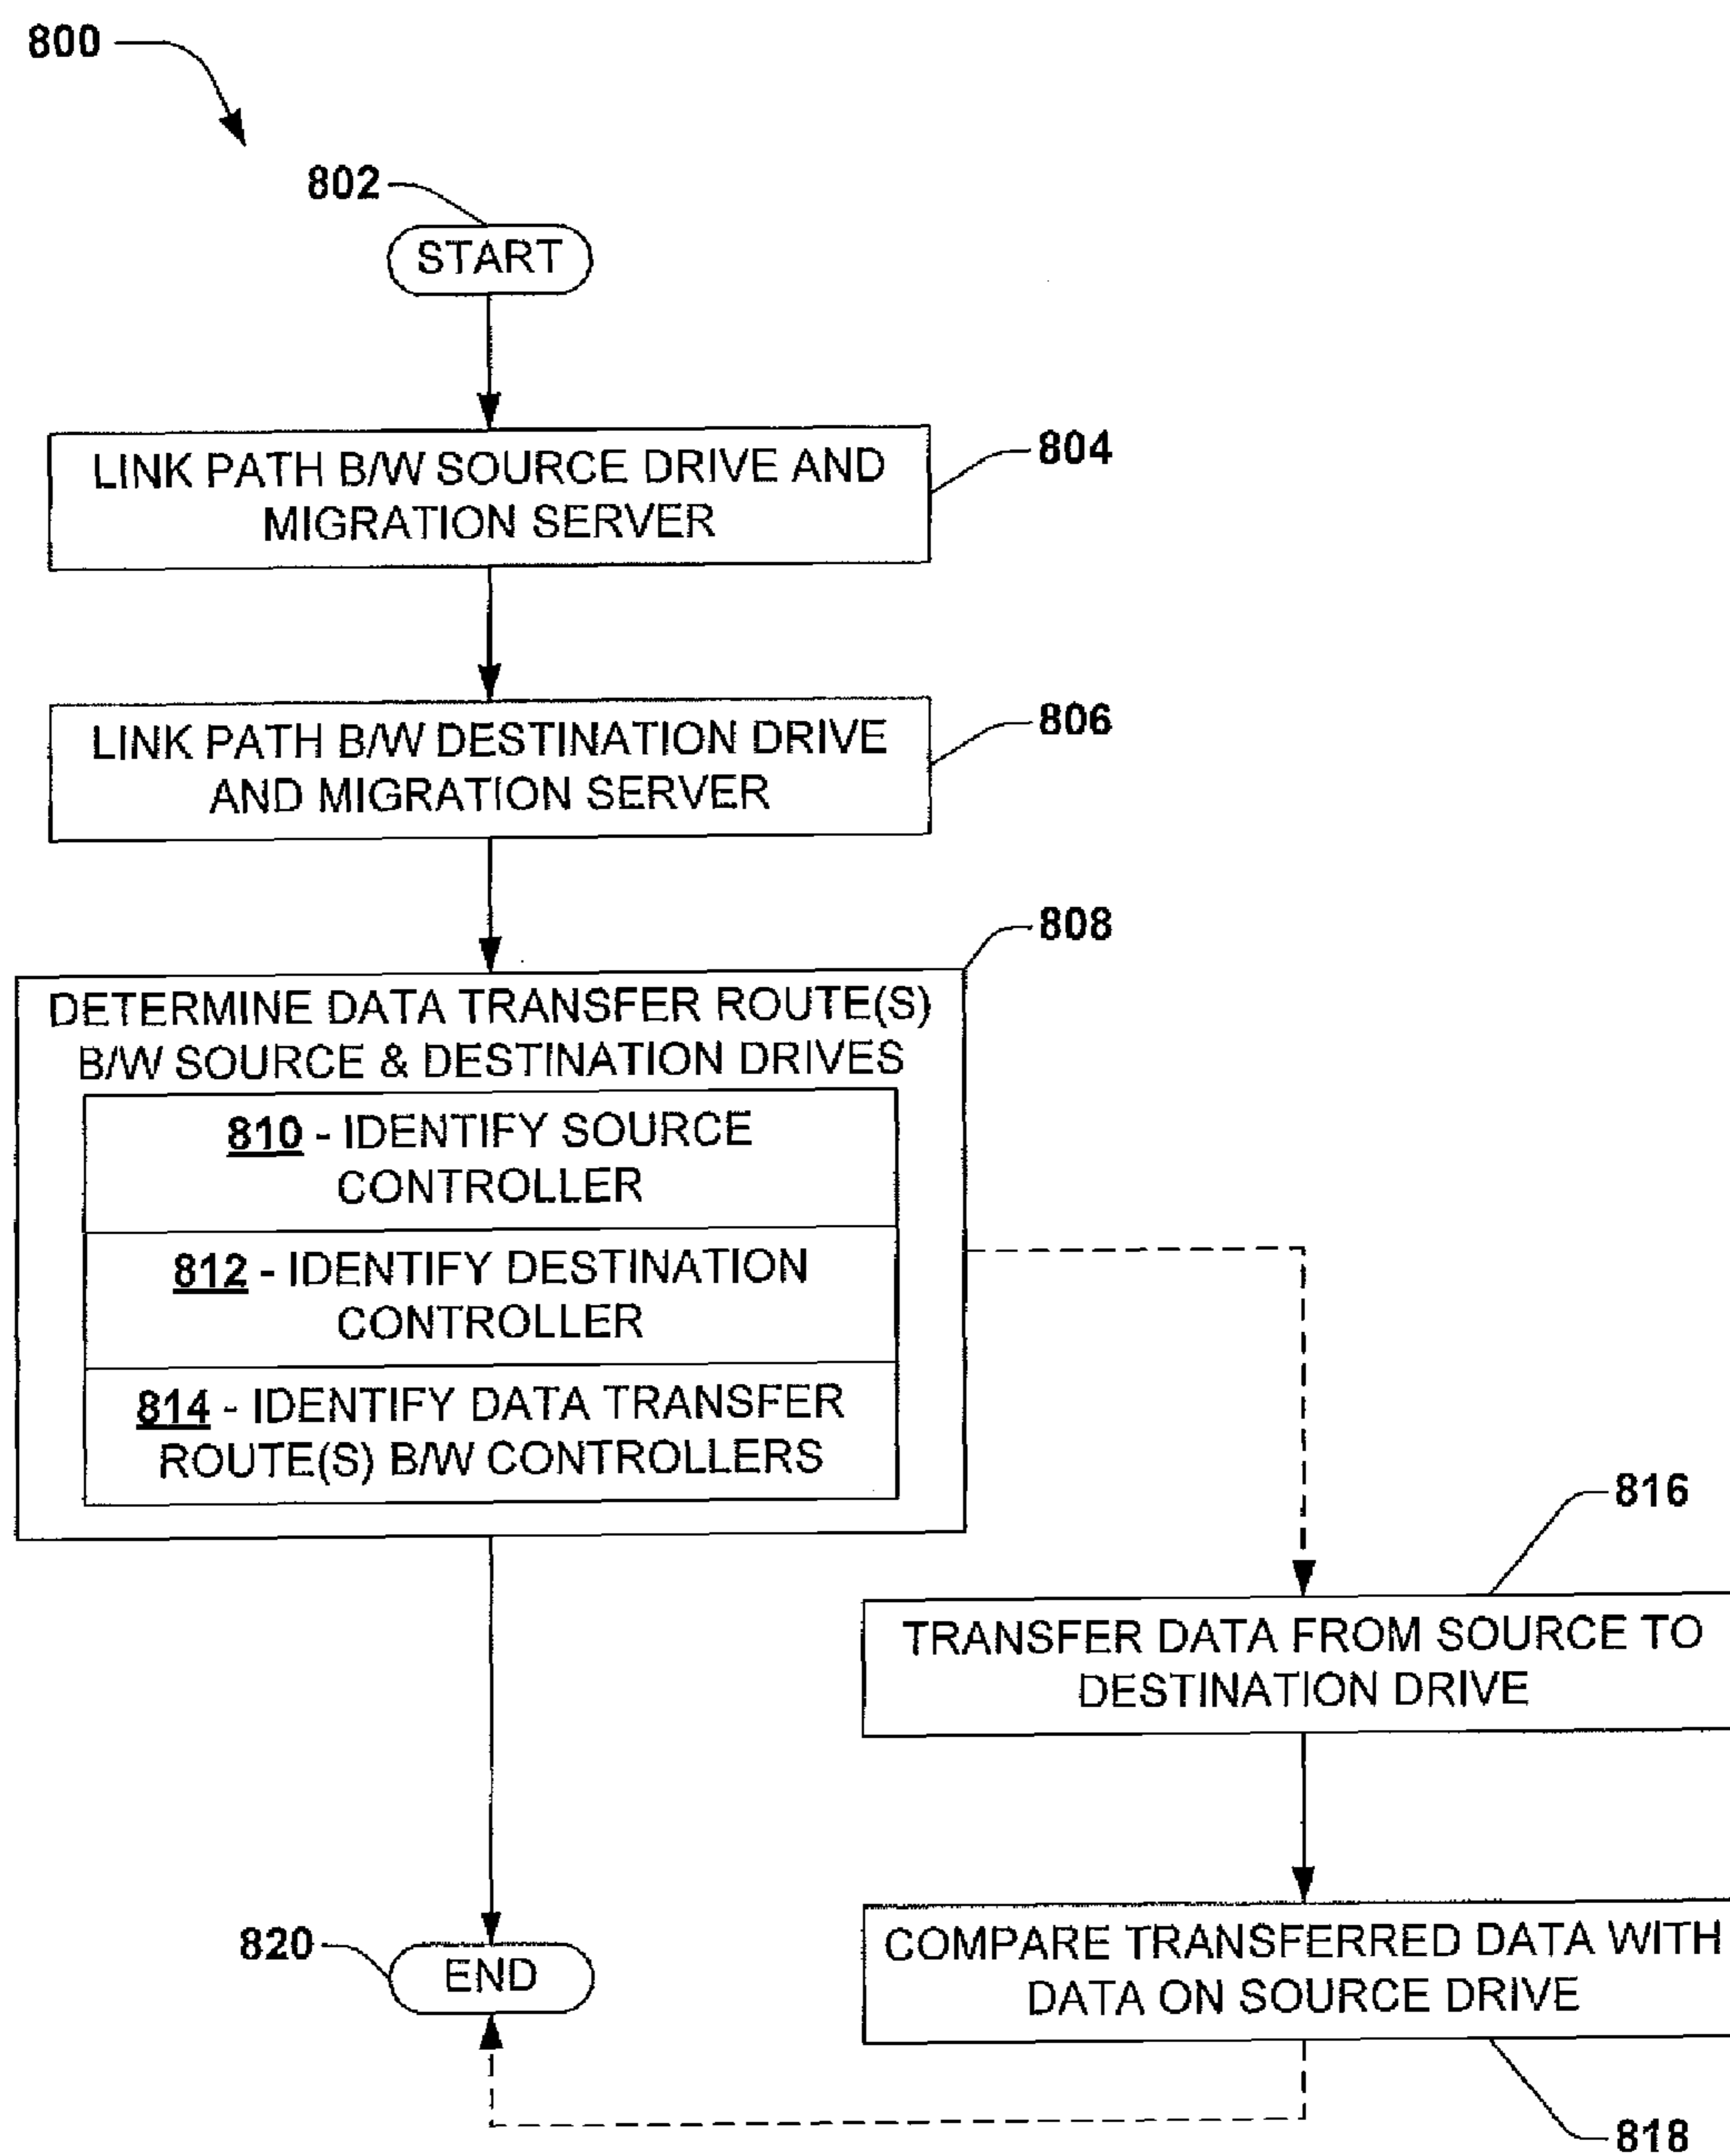 800
802
START
LINK PATH B/W SOURCE DRIVE AND
MIGRATION SERVER
804
LINK PATH B/W DESTINATION DRIVE
AND MIGRATION SERVER
806
808
DETERMINE DATA TRANSFER ROUTE(S)
B/W SOURCE & DESTINATION DRIVES
810 - IDENTIFY SOURCE
CONTROLLER
812 - IDENTIFY DESTINATION
CONTROLLER
814 - IDENTIFY DATA TRANSFER
ROUTE(S) B/W CONTROLLERS
816
TRANSFER DATA FROM SOURCE TO
DESTINATION DRIVE
COMPARE TRANSFERRED DATA WITH
DATA ON SOURCE DRIVE
818
820
END